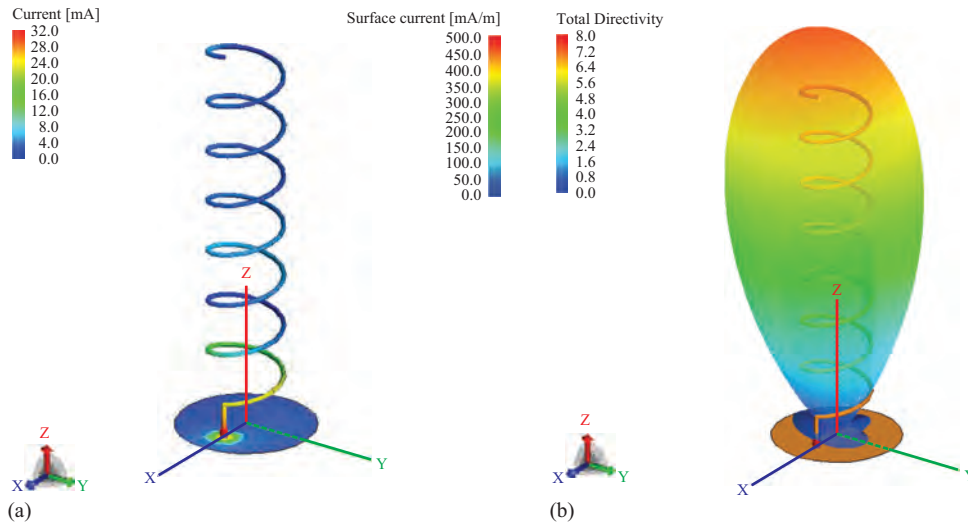 Current [mA]
32.0
28.0
24.0
20.0
16.0
12.0
8.0
4.0
0.0
Z
X
Y
Z
X
Y
(a)
Surface current [mA/m]
500.0
450.0
400.0
350.0
300.0
250.0
200.0
150.0
100.0
50.0
0.0
Total Directivity
8.0
7.2
6.4
5.6
4.8
4.0
3.2
2.4
1.6
0.8
0.0
Z
X
Y
Z
X
Y
(b)